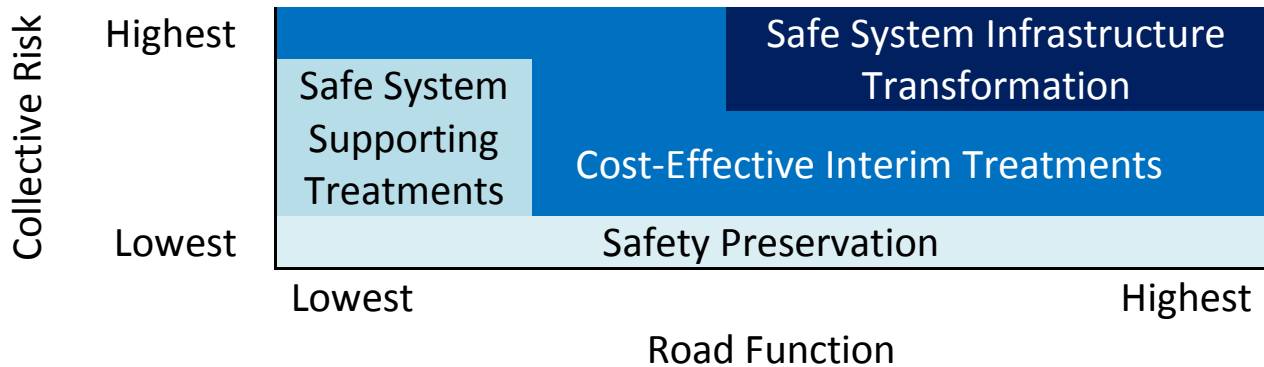 Collective Risk
Highest
Safe System Infrastructure
Transformation
Safe System
Supporting
Treatments
Cost-Effective Interim Treatments
Lowest
Safety Preservation
Lowest
Highest
Road Function